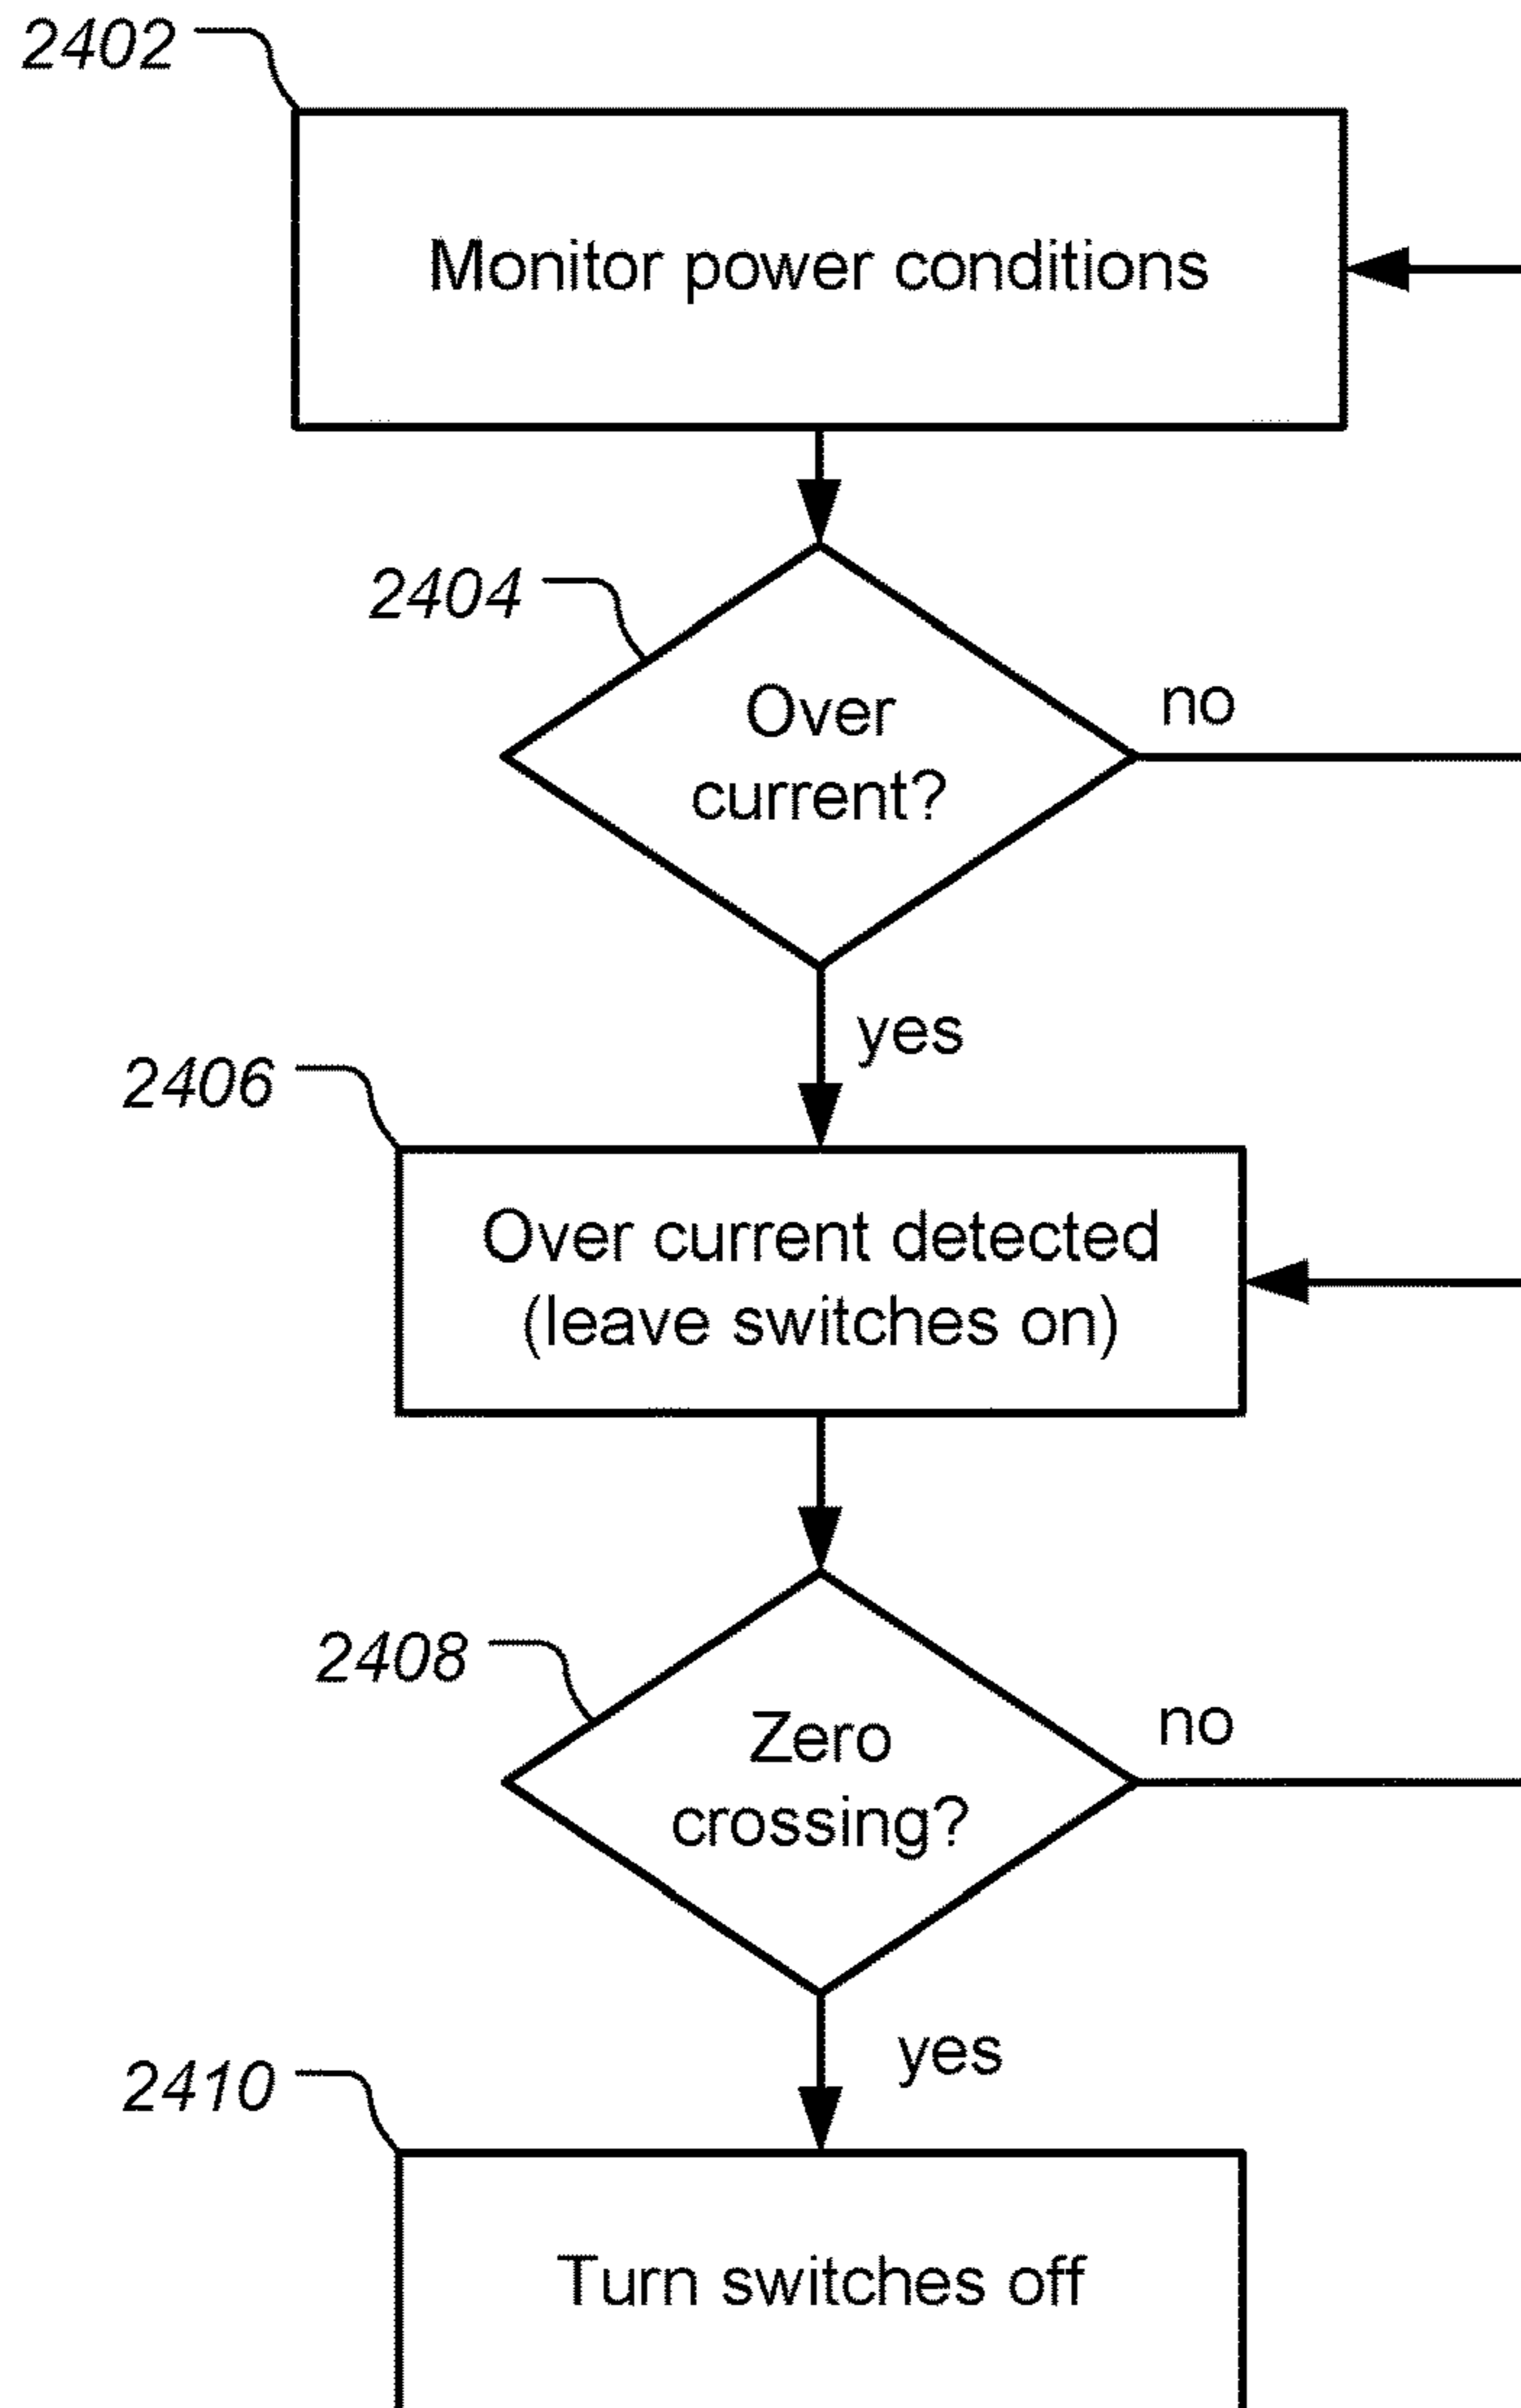 2402
Monitor power conditions
2404
Over
current?
no
yes
2406
Over current detected
(leave switches on)
2408
Zero
crossing?
no
yes
2410
Turn switches off